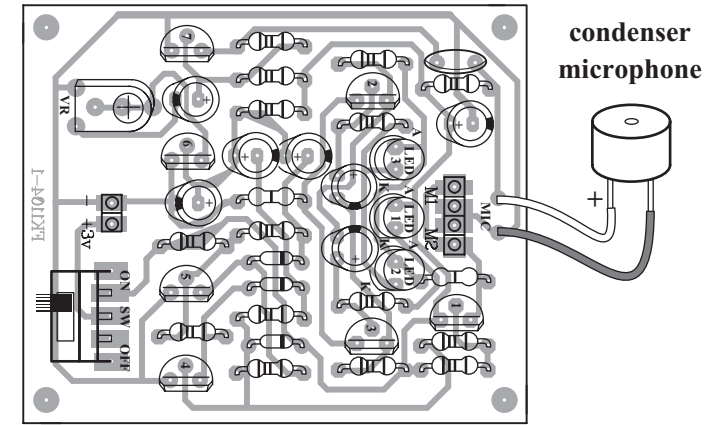 condenser
microphone
+
7
VR
+
+
2
+
A
6
+
+
LED
3
K
+
A
M1
MIC
-
+3v
FK1104-1
+
LED
1
K
M2
A
+
LED
2
K
5
ON
SW
OFF
1
3
4